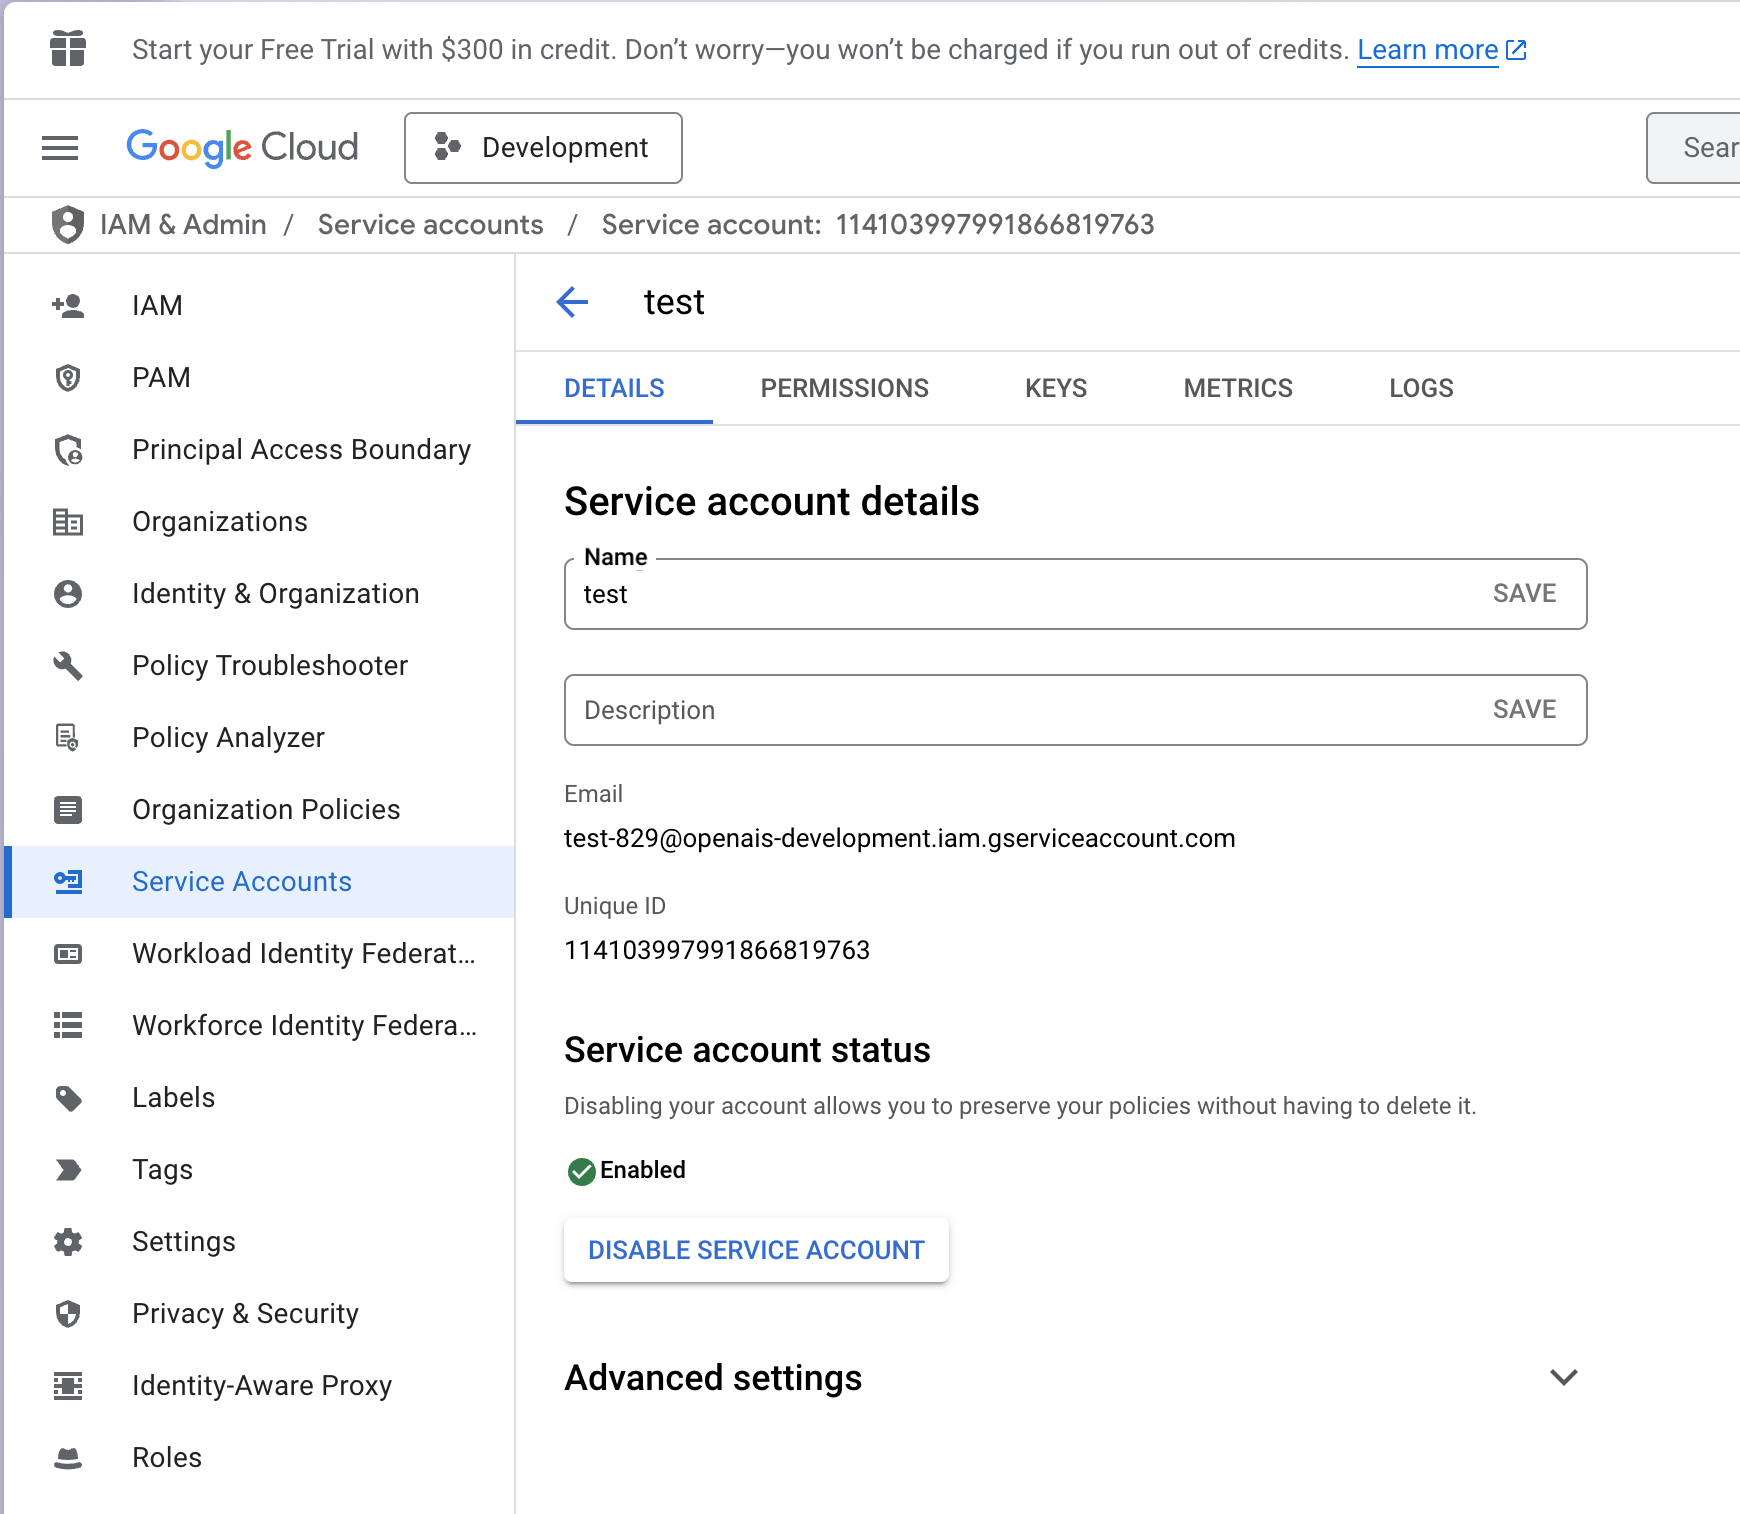 Start your Free Trial with $300 in credit. Don’t worry—you won’t be charged if you run out of credits. Learn more
Google Cloud
Development
IAM & Admin / Service accounts / Service account: 114103997991866819763
IAM
PAM
Principal Access Boundary
Organizations
Identity & Organization
Policy Troubleshooter
Policy Analyzer
Organization Policies
Service Accounts
Workload Identity Federat...
Workforce Identity Federa...
Labels
Tags
Settings
Privacy & Security
Identity-Aware Proxy
Roles
test
DETAILS PERMISSIONS KEYS METRICS LOGS
Service account details
Name
test SAVE
Description SAVE
Email
test-829@openais-development.iam.gserviceaccount.com
Unique ID
114103997991866819763
Service account status
Disabling your account allows you to preserve your policies without having to delete it.
Enabled
DISABLE SERVICE ACCOUNT
Advanced settings